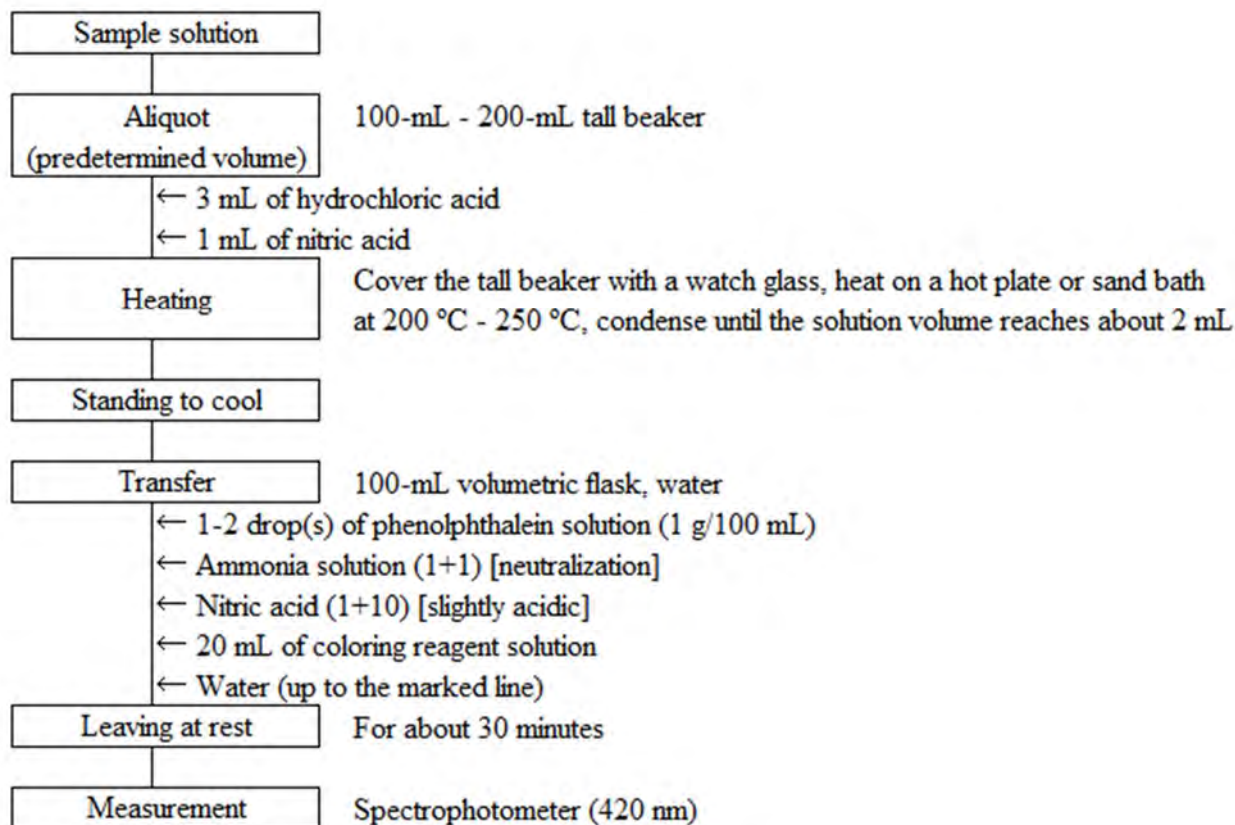 Sample solution
Aliquot
(predetermined volume)
100-mL - 200-mL tall beaker
← 3 mL of hydrochloric acid
← 1 mL of nitric acid
Heating
Cover the tall beaker with a watch glass, heat on a hot plate or sand bath
at 200 °C - 250 °C, condense until the solution volume reaches about 2 mL
Standing to cool
Transfer
100-mL volumetric flask, water
← 1-2 drop(s) of phenolphthalein solution (1 g/100 mL)
← Ammonia solution (1+1) [neutralization]
← Nitric acid (1+10) [slightly acidic]
← 20 mL of coloring reagent solution
← Water (up to the marked line)
Leaving at rest
For about 30 minutes
Measurement
Spectrophotometer (420 nm)